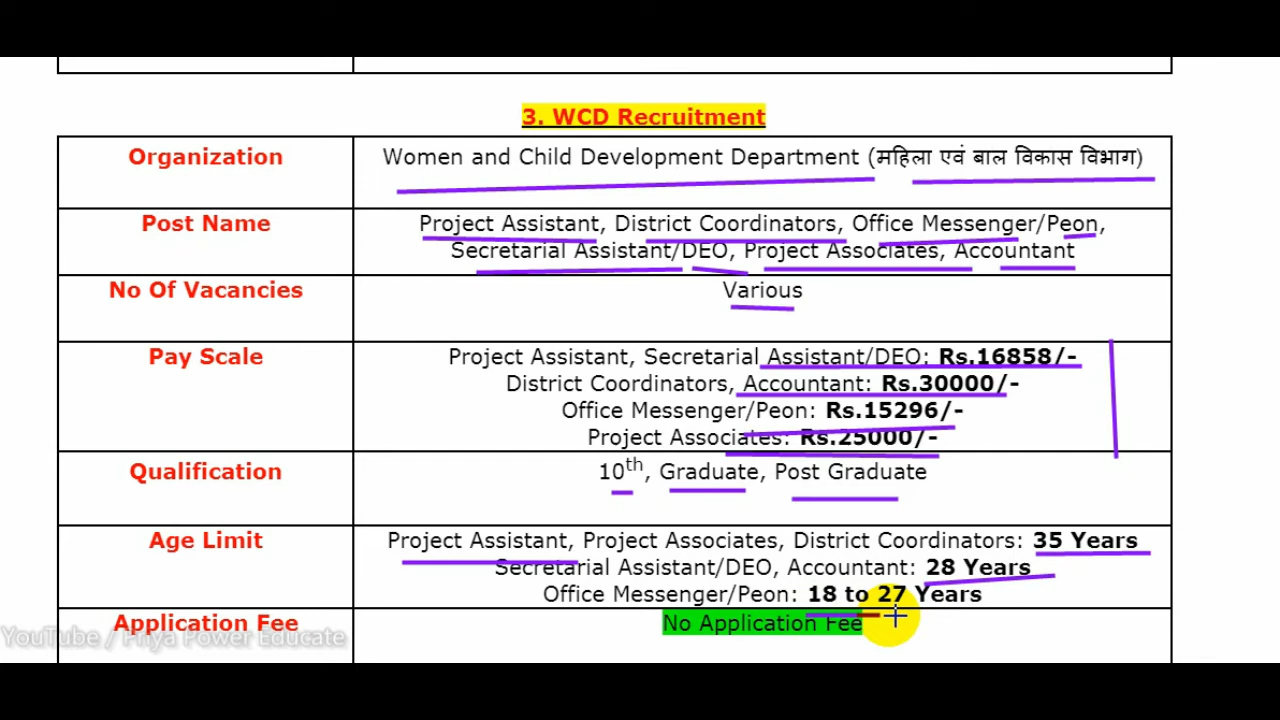 3. WCD Recruitment
Organization
Women and Child Development Department (महिला एवं बाल विकास विभाग)
Post Name
Project Assistant, District Coordinators, Office Messenger/Peon,
Secretarial Assistant/DEO, Project Associates, Accountant
No Of Vacancies
Various
Pay Scale
Project Assistant, Secretarial Assistant/DEO: Rs.16858/-
District Coordinators, Accountant: Rs.30000/-
Office Messenger/Peon: Rs.15296/-
Project Associates: Rs.25000/-
Qualification
10th, Graduate, Post Graduate
Age Limit
Project Assistant, Project Associates, District Coordinators: 35 Years
Secretarial Assistant/DEO, Accountant: 28 Years
Office Messenger/Peon: 18 to 27 Years
Application Fee
No Application Fee
YouTube / Priya Power Educate